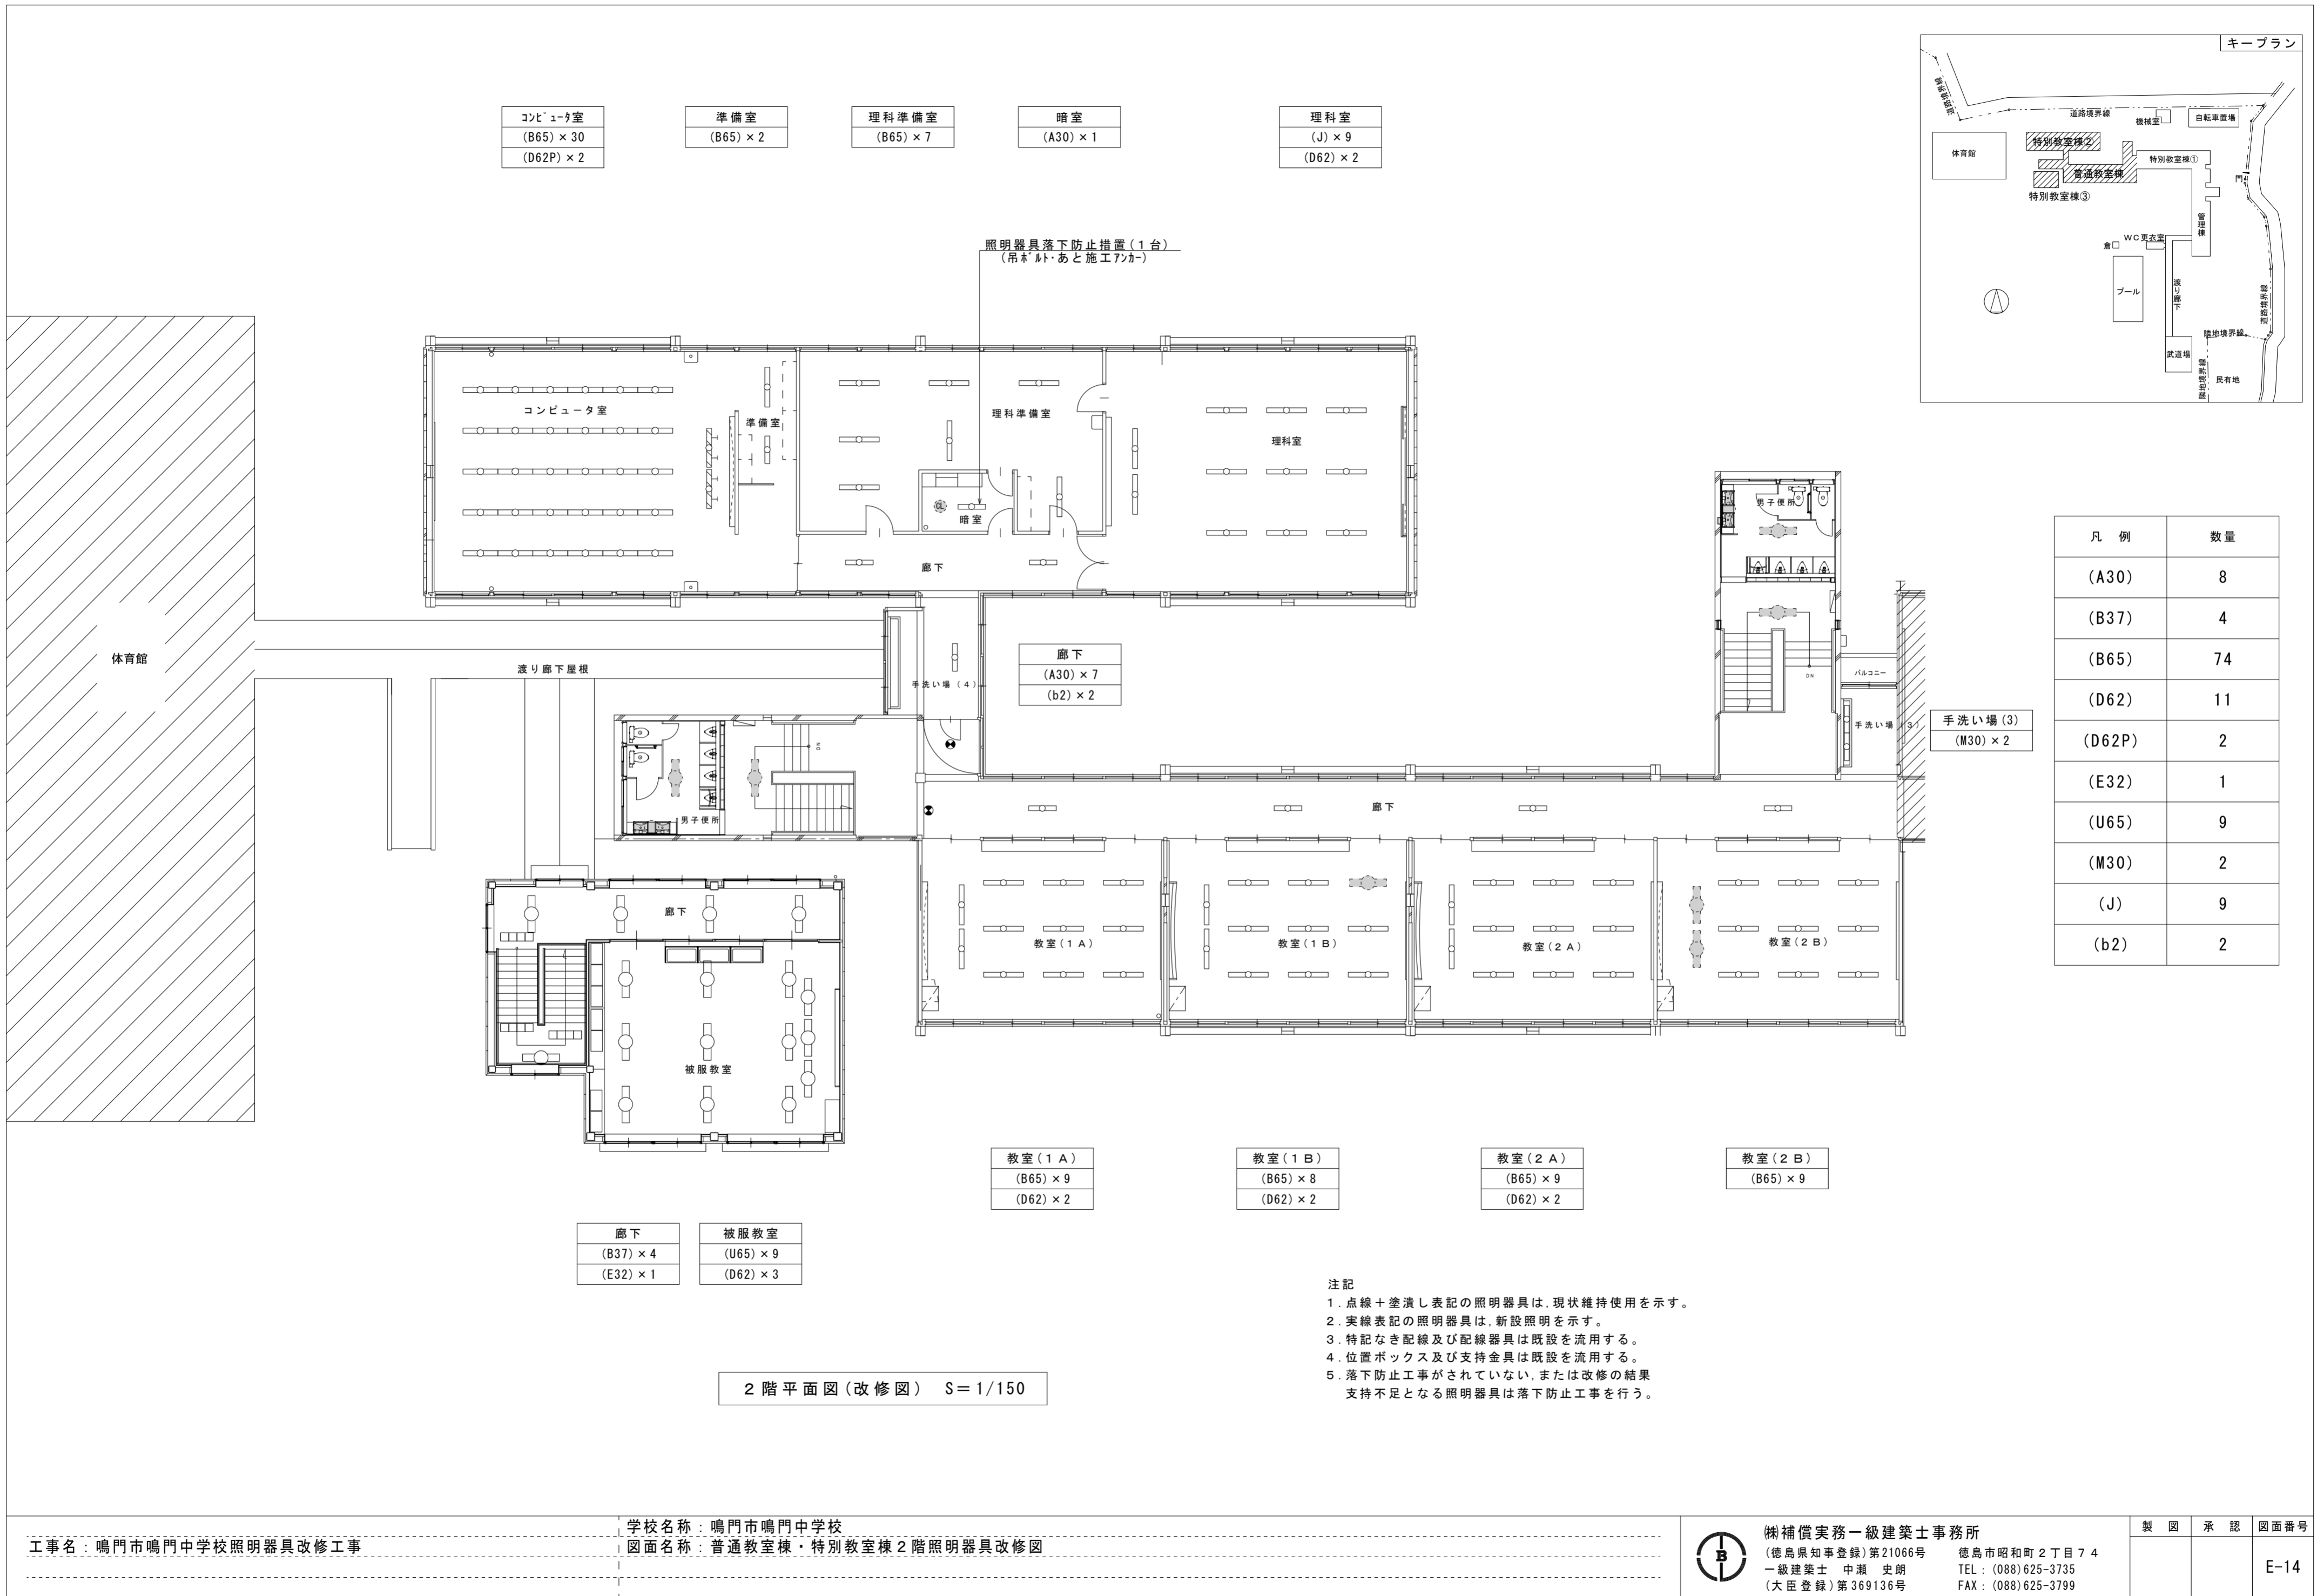 キープラン
道路境界線
道路境界線
機械室
自転車置場
体育館
特別教室棟②
特別教室棟①
普通教室棟
門
特別教室棟③
管理棟
WC更衣室
倉
プール
渡り廊下
道路境界線
隣地境界線
武道場
隣地境界線
民有地
コンピュータ室
(B65)×30
(D62P)×2
準備室
(B65)×2
理科準備室
(B65)×7
暗室
(A30)×1
理科室
(J)×9
(D62)×2
照明器具落下防止措置(1台)
(吊ボルト・あと施工アンカー)
コンピュータ室
準備室
理科準備室
理科室
暗室
廊下
男子便所
体育館
渡り廊下屋根
手洗い場(4)
廊下
(A30)×7
(b2)×2
DN
バルコニー
手洗い場(3)
手洗い場(3)
(M30)×2
DN
男子便所
廊下
廊下
教室(1A)
教室(1B)
教室(2A)
教室(2B)
被服教室
凡例 数量
(A30) 8
(B37) 4
(B65) 74
(D62) 11
(D62P) 2
(E32) 1
(U65) 9
(M30) 2
(J) 9
(b2) 2
教室(1A)
(B65)×9
(D62)×2
教室(1B)
(B65)×8
(D62)×2
教室(2A)
(B65)×9
(D62)×2
教室(2B)
(B65)×9
廊下
(B37)×4
(E32)×1
被服教室
(U65)×9
(D62)×3
注記
1.点線+塗潰し表記の照明器具は,現状維持使用を示す。
2.実線表記の照明器具は,新設照明を示す。
3.特記なき配線及び配線器具は既設を流用する。
4.位置ボックス及び支持金具は既設を流用する。
5.落下防止工事がされていない,または改修の結果
支持不足となる照明器具は落下防止工事を行う。
2階平面図(改修図) S=1/150
工事名:鳴門市鳴門中学校照明器具改修工事
学校名称:鳴門市鳴門中学校
図面名称:普通教室棟・特別教室棟2階照明器具改修図
B
㈱補償実務一級建築士事務所
(徳島県知事登録)第21066号 徳島市昭和町2丁目74
一級建築士 中瀬 史朗 TEL:(088)625-3735
(大臣登録)第369136号 FAX:(088)625-3799
製図 承認 図面番号
E-14